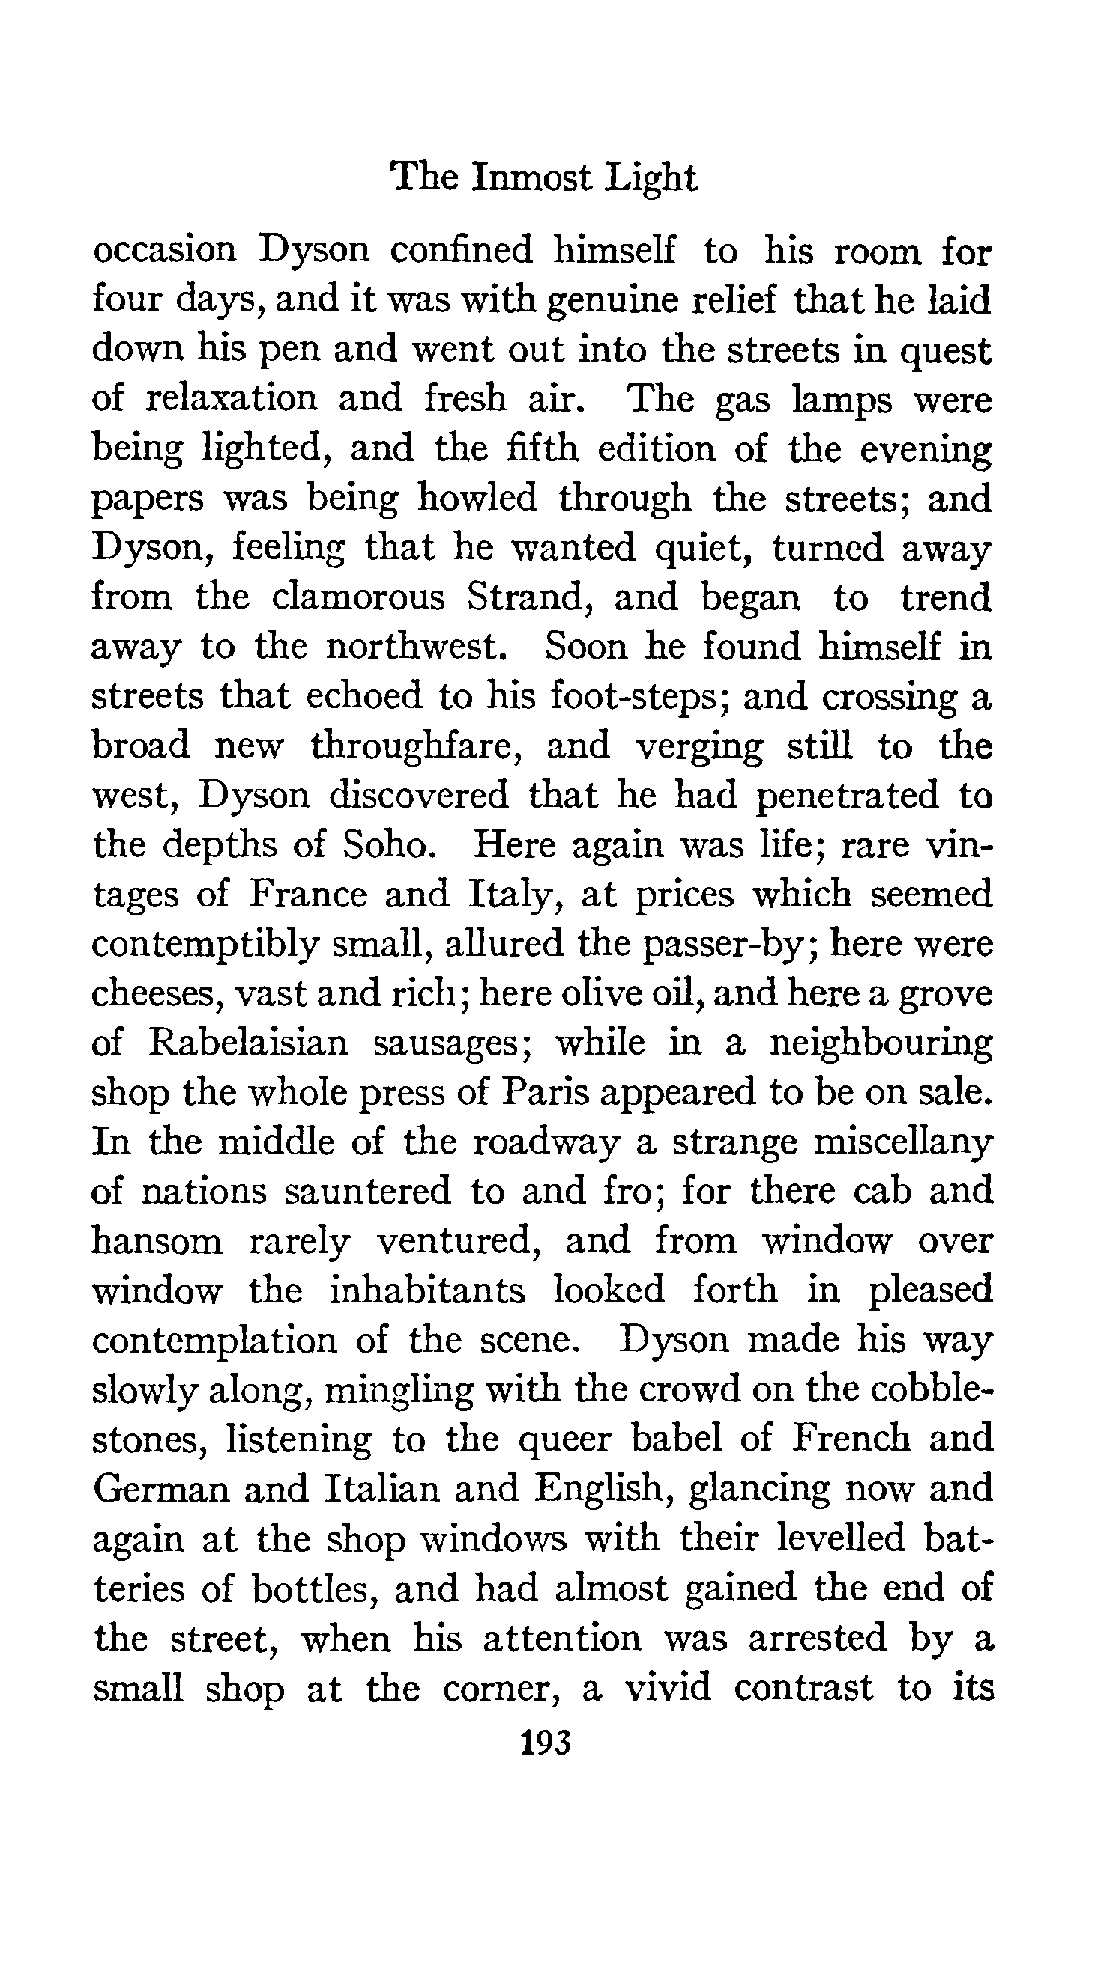 The Inmost Light
occasion Dyson confined himself to his room for
four days, and it was with genuine relief that he laid
down his pen and went out into the streets in quest
of relaxation and fresh air. The gas lamps were
being lighted, and the fifth edition of the evening
papers was being howled through the streets; and
Dyson, feeling that he wanted quiet, turned away
from the clamorous Strand, and began to trend
away to the northwest. Soon he found himself in
streets that echoed to his foot-steps; and crossing a
broad new throughfare, and verging still to the
west, Dyson discovered that he had penetrated to
the depths of Soho. Here again was life; rare vin-
tages of France and Italy, at prices which seemed
contemptibly small, allured the passer-by; here were
cheeses, vast and rich; here olive oil, and here a grove
of Rabelaisian sausages; while in a neighbouring
shop the whole press of Paris appeared to be on sale.
In the middle of the roadway a strange miscellany
of nations sauntered to and fro; for there cab and
hansom rarely ventured, and from window over
window the inhabitants looked forth in pleased
contemplation of the scene. Dyson made his way
slowly along, mingling with the crowd on the cobble-
stones, listening to the queer babel of French and
German and Italian and English, glancing now and
again at the shop windows with their levelled bat-
teries of bottles, and had almost gained the end of
the street, when his attention was arrested by a
small shop at the corner, a vivid contrast to its
193